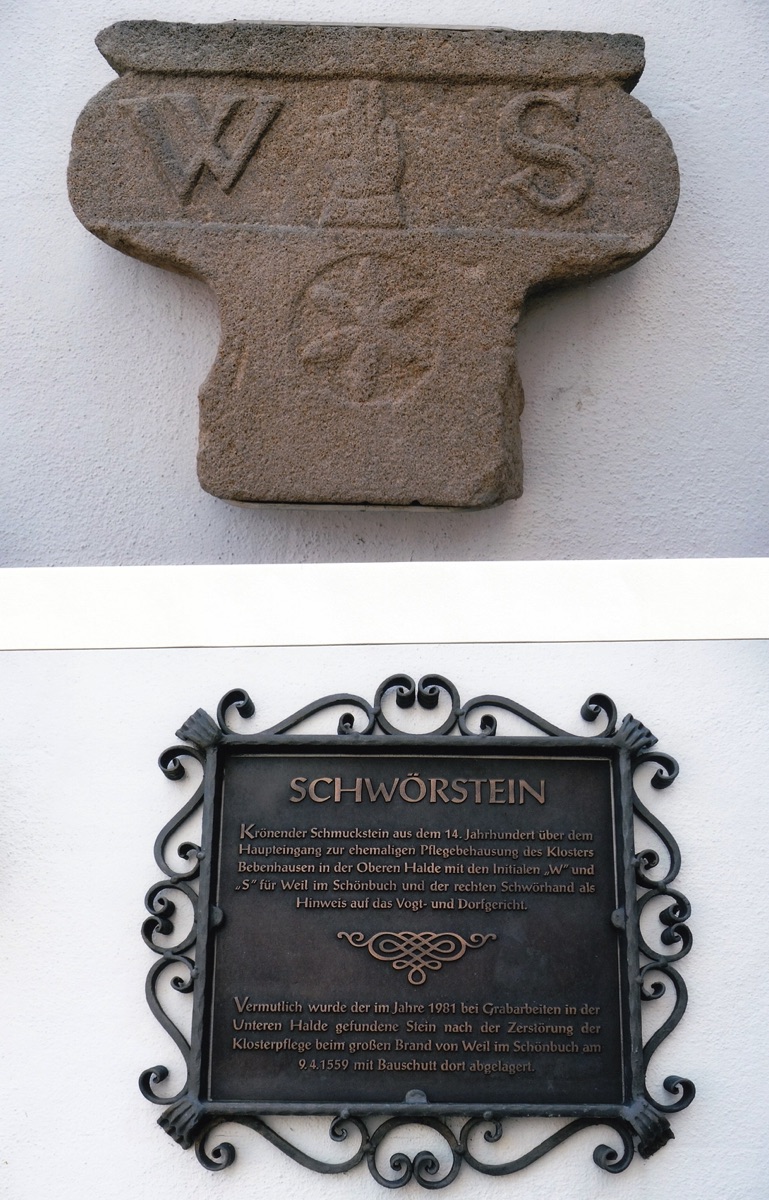 W S
SCHWÖRSTEIN
Krönender Schmuckstein aus dem 14. Jahrhundert über dem
Haupteingang zur ehemaligen Pflegebehausung des Klosters
Bebenhausen in der Oberen Halde mit den Initialen „W" und
„S" für Weil im Schönbuch und der rechten Schwörhand als
Hinweis auf das Vogt- und Dorfgericht.
Vermutlich wurde der im Jahre 1981 bei Grabarbeiten in der
Unteren Halde gefundene Stein nach der Zerstörung der
Klosterpflege beim großen Brand von Weil im Schönbuch am
9.4.1559 mit Bauschutt dort abgelagert.